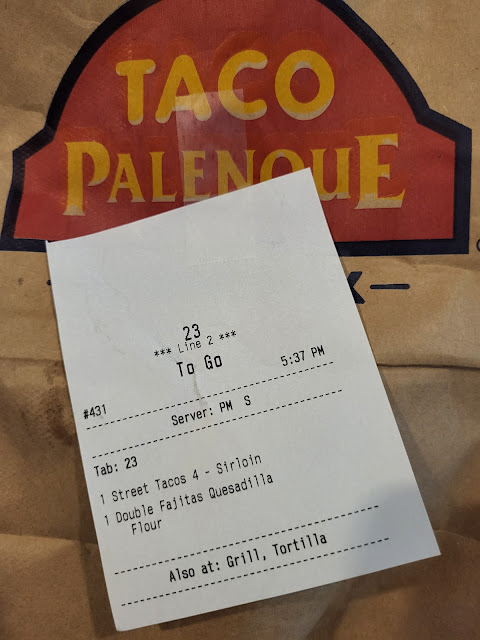 TACO
PALENQUE
23
*** Line 2 ***
To Go
#431 5:37 PM
Server: PM S
Tab: 23
1 Street Tacos 4 - Sirloin
1 Double Fajitas Quesadilla
Flour
Also at: Grill, Tortilla